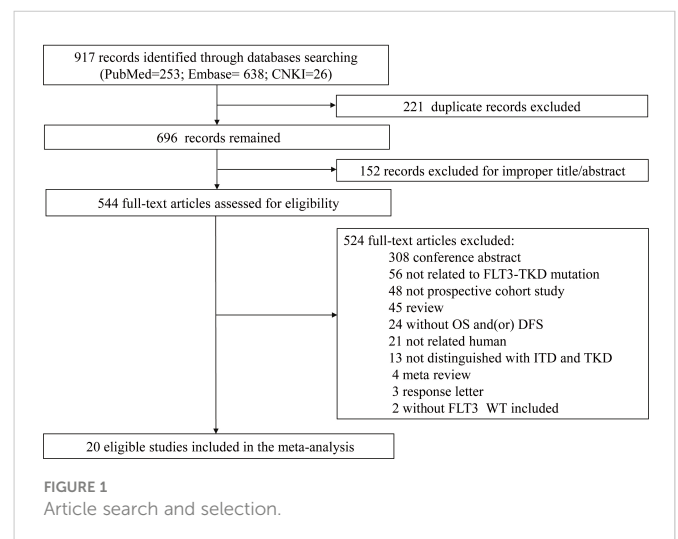 917 records identified through databases searching
(PubMed=253; Embase= 638; CNKI=26)
221 duplicate records excluded
696 records remained
152 records excluded for improper title/abstract
544 full-text articles assessed for eligibility
524 full-text articles excluded:
308 conference abstract
56 not related to FLT3-TKD mutation
48 not prospective cohort study
45 review
24 without OS and(or) DFS
21 not related human
13 not distinguished with ITD and TKD
4 meta review
3 response letter
2 without FLT3 WT included
20 eligible studies included in the meta-analysis
FIGURE 1
Article search and selection.